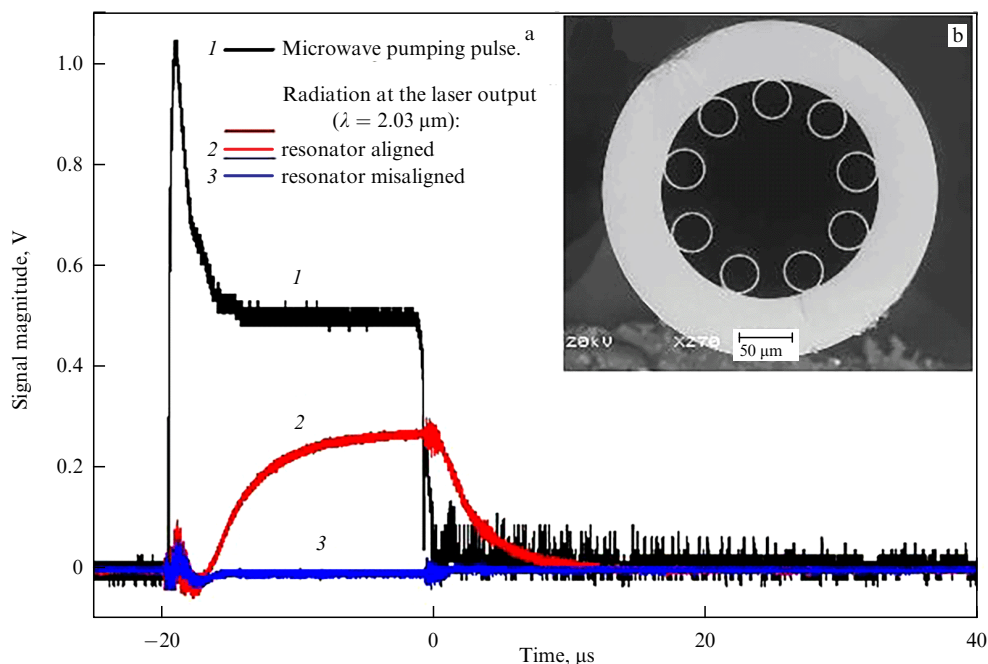 a
1 Microwave pumping pulse.
Radiation at the laser output
(λ = 2.03 μm):
2 resonator aligned
3 resonator misaligned
b
20kV X270 50 μm
Signal magnitude, V
1.0
0.8
0.6
0.4
0.2
0
1
2
3
−20 0 20 40
Time, μs